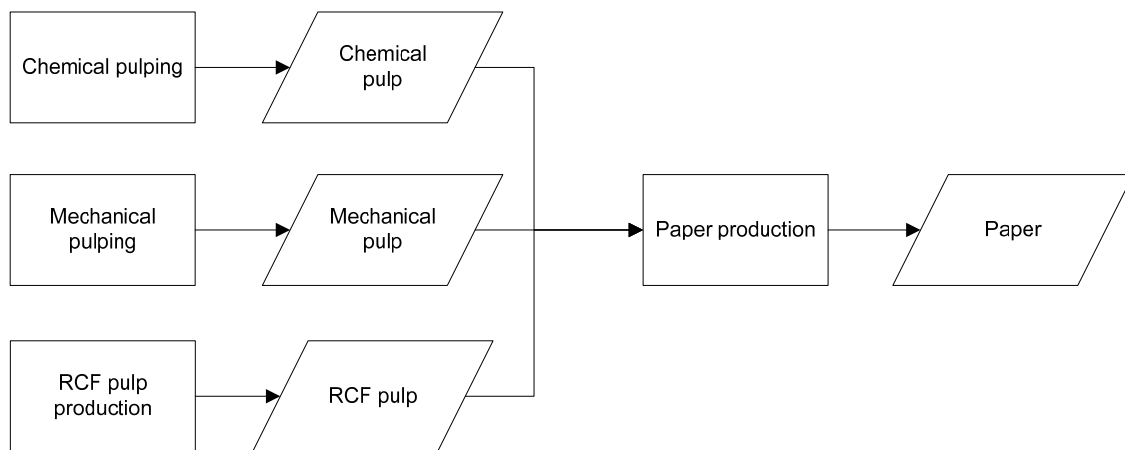 Chemical pulping
Chemical
pulp
Mechanical
pulping
Mechanical
pulp
Paper production
Paper
RCF pulp
production
RCF pulp